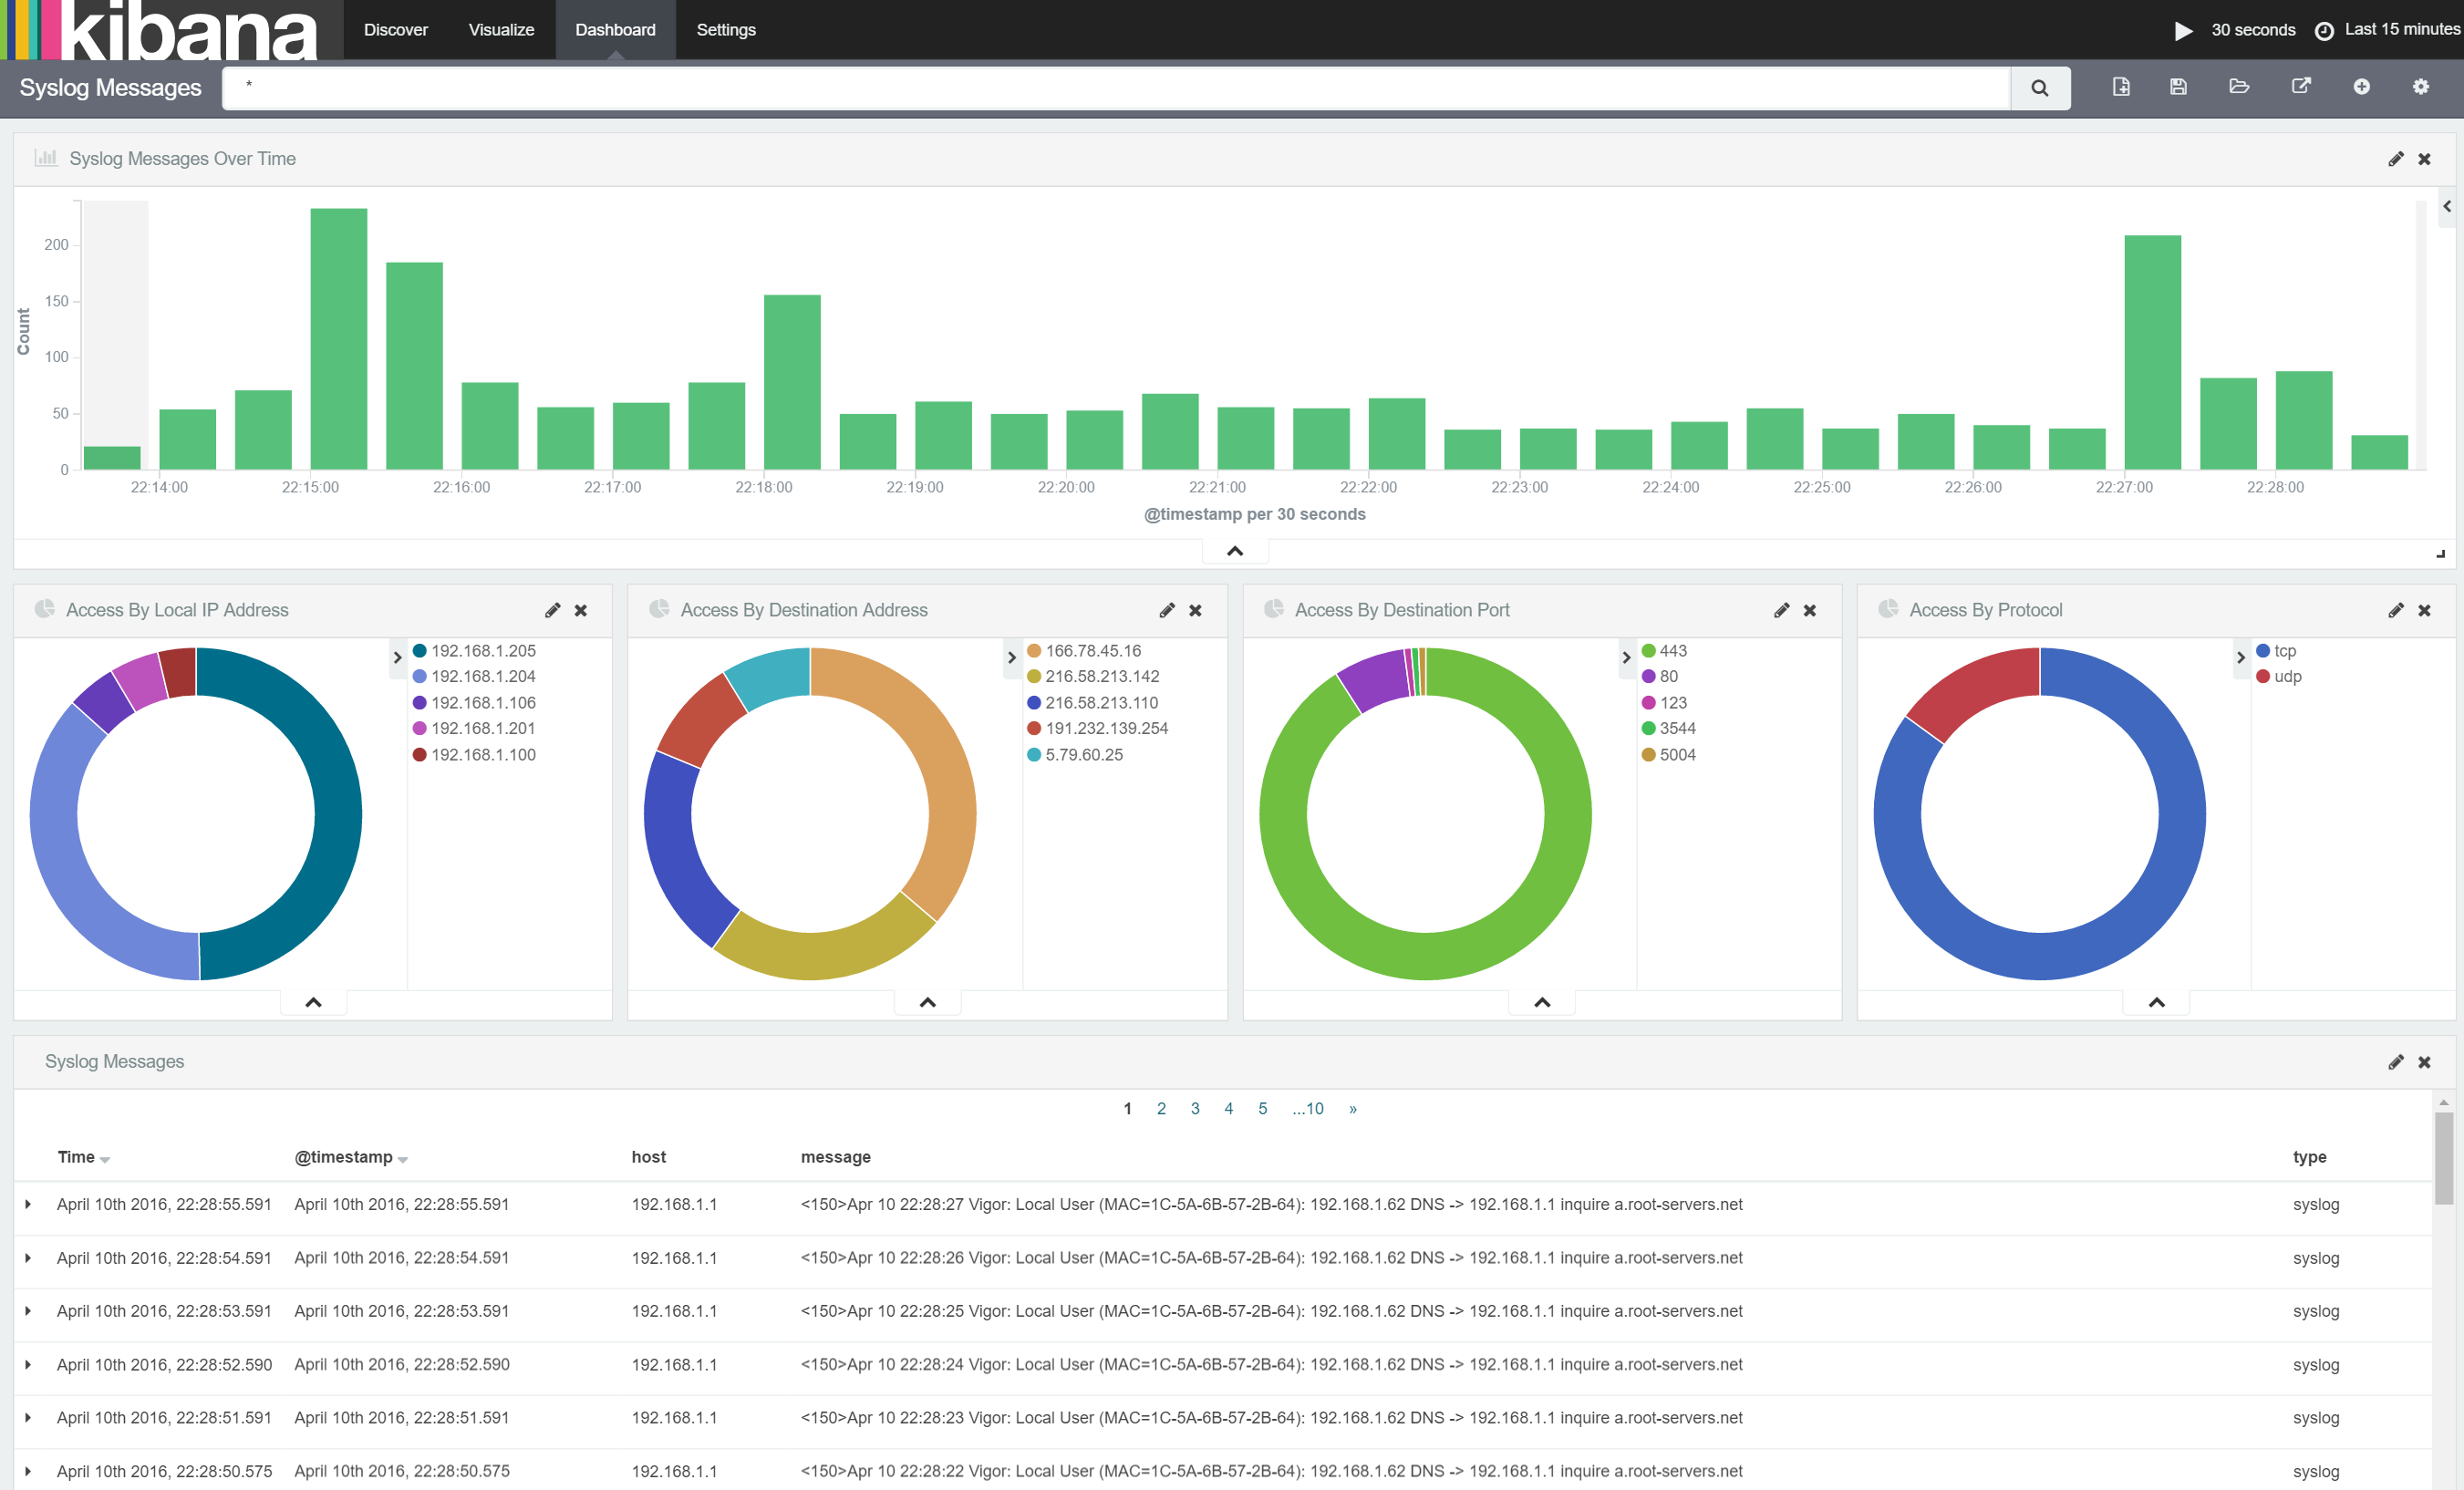 kibana Discover Visualize Dashboard Settings 30 seconds Last 15 minutes
Syslog Messages *
Syslog Messages Over Time
200
150
100
50
0
Count
22:14:00 22:15:00 22:16:00 22:17:00 22:18:00 22:19:00 22:20:00 22:21:00 22:22:00 22:23:00 22:24:00 22:25:00 22:26:00 22:27:00 22:28:00
@timestamp per 30 seconds
Access By Local IP Address
192.168.1.205
192.168.1.204
192.168.1.106
192.168.1.201
192.168.1.100
Access By Destination Address
166.78.45.16
216.58.213.142
216.58.213.110
191.232.139.254
5.79.60.25
Access By Destination Port
443
80
123
3544
5004
Access By Protocol
tcp
udp
Syslog Messages
1 2 3 4 5 ...10 »
Time @timestamp host message type
April 10th 2016, 22:28:55.591 April 10th 2016, 22:28:55.591 192.168.1.1 <150>Apr 10 22:28:27 Vigor: Local User (MAC=1C-5A-6B-57-2B-64): 192.168.1.62 DNS -> 192.168.1.1 inquire a.root-servers.net syslog
April 10th 2016, 22:28:54.591 April 10th 2016, 22:28:54.591 192.168.1.1 <150>Apr 10 22:28:26 Vigor: Local User (MAC=1C-5A-6B-57-2B-64): 192.168.1.62 DNS -> 192.168.1.1 inquire a.root-servers.net syslog
April 10th 2016, 22:28:53.591 April 10th 2016, 22:28:53.591 192.168.1.1 <150>Apr 10 22:28:25 Vigor: Local User (MAC=1C-5A-6B-57-2B-64): 192.168.1.62 DNS -> 192.168.1.1 inquire a.root-servers.net syslog
April 10th 2016, 22:28:52.590 April 10th 2016, 22:28:52.590 192.168.1.1 <150>Apr 10 22:28:24 Vigor: Local User (MAC=1C-5A-6B-57-2B-64): 192.168.1.62 DNS -> 192.168.1.1 inquire a.root-servers.net syslog
April 10th 2016, 22:28:51.591 April 10th 2016, 22:28:51.591 192.168.1.1 <150>Apr 10 22:28:23 Vigor: Local User (MAC=1C-5A-6B-57-2B-64): 192.168.1.62 DNS -> 192.168.1.1 inquire a.root-servers.net syslog
April 10th 2016, 22:28:50.575 April 10th 2016, 22:28:50.575 192.168.1.1 <150>Apr 10 22:28:22 Vigor: Local User (MAC=1C-5A-6B-57-2B-64): 192.168.1.62 DNS -> 192.168.1.1 inquire a.root-servers.net syslog